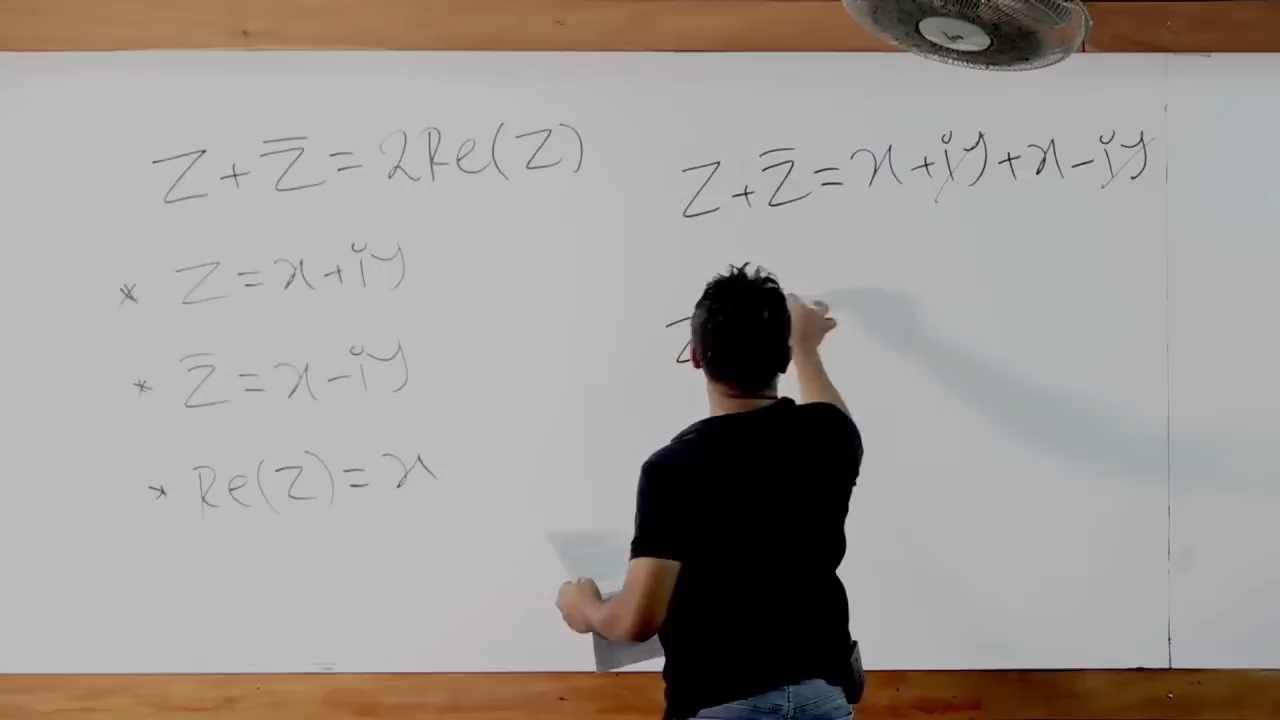 Z + Z̅ = 2Re(Z)
* Z = x + iy
* Z̅ = x - iy
* Re(Z) = x
Z + Z̅ = x + iy + x - iy
Z